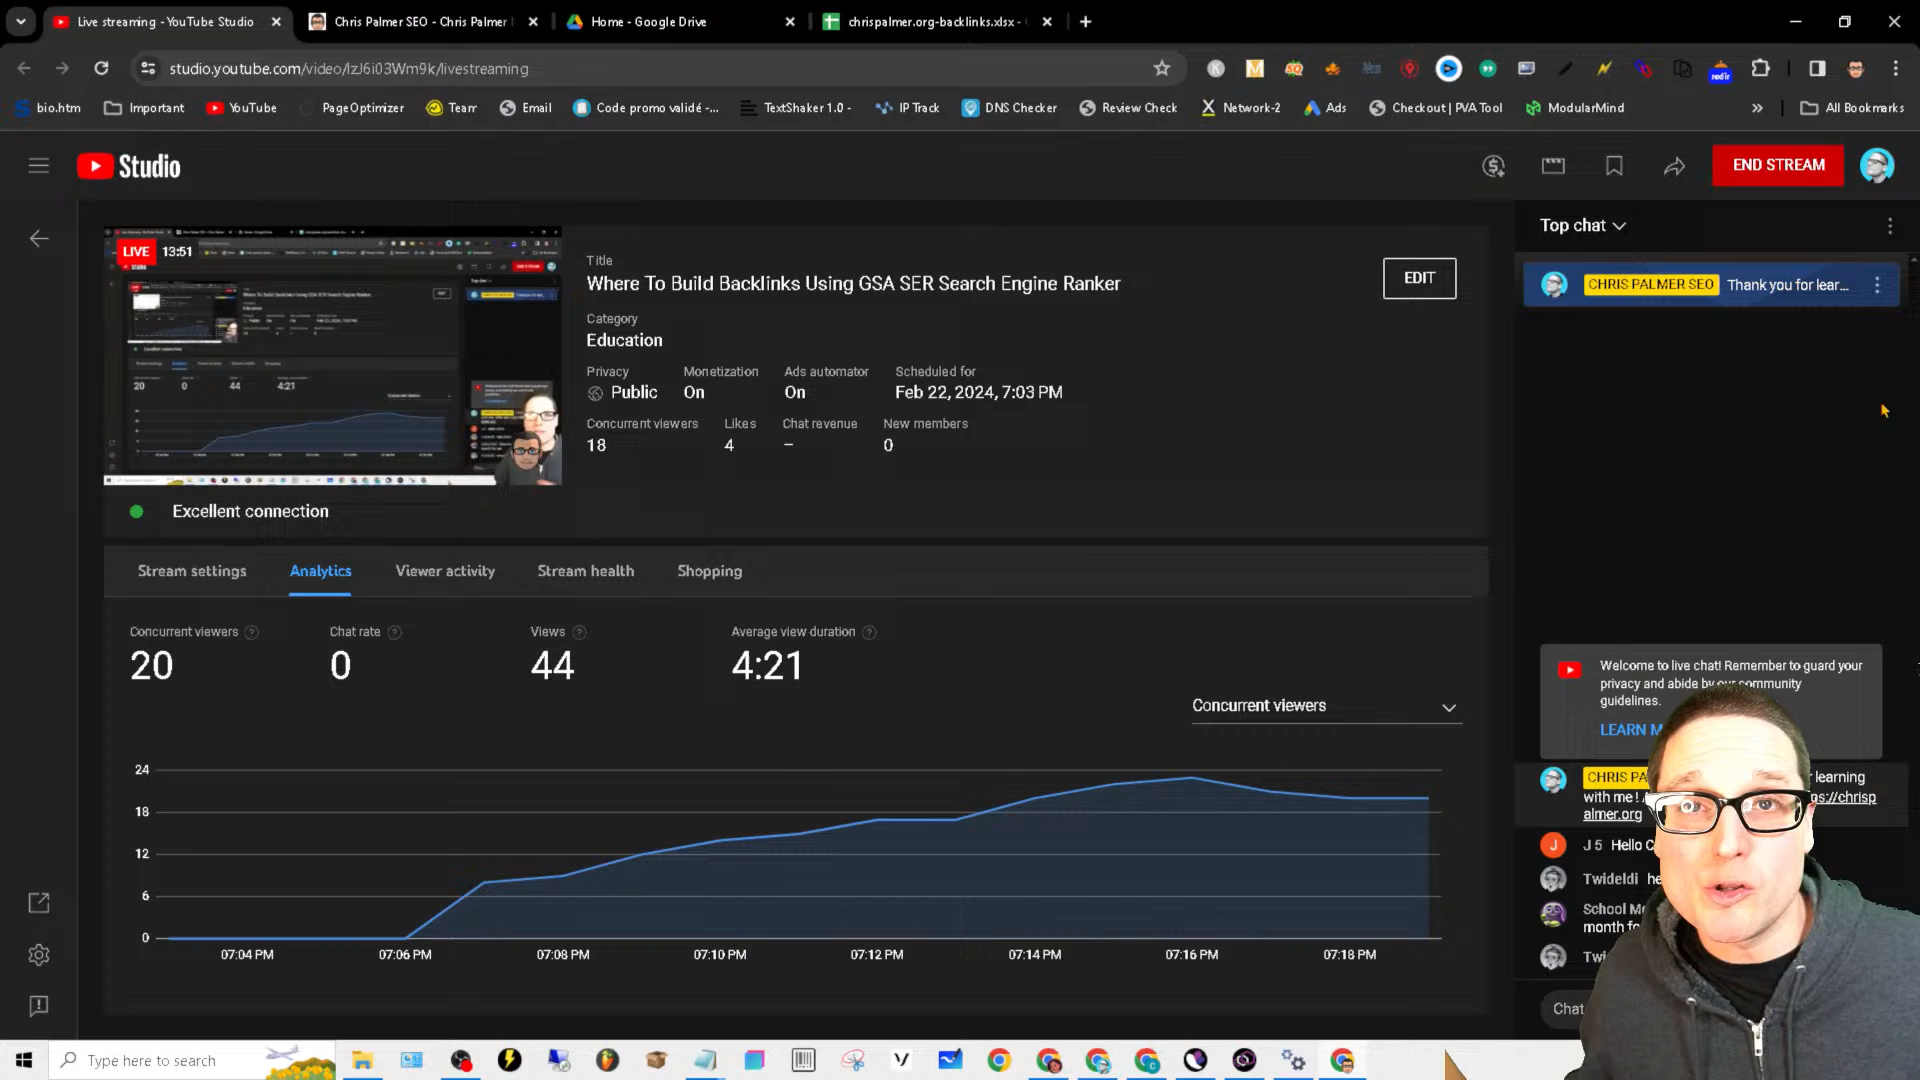 Live streaming - YouTube Studio
Chris Palmer SEO - Chris Palmer
Home - Google Drive
chrispalmer.org-backlinks.xlsx -
studio.youtube.com/video/IzJ6i03Wm9k/livestreaming
redir
bio.htm
Important
YouTube
PageOptimizer
Team
Email
Code promo validé -...
TextShaker 1.0 -
IP Track
DNS Checker
Review Check
Network-2
Ads
Checkout | PVA Tool
ModularMind
All Bookmarks
Studio
END STREAM
LIVE 13:51
Title
Where To Build Backlinks Using GSA SER Search Engine Ranker
EDIT
Category
Education
Privacy Monetization Ads automator Scheduled for
Public On On Feb 22, 2024, 7:03 PM
Concurrent viewers Likes Chat revenue New members
18 4 – 0
Excellent connection
Stream settings Analytics Viewer activity Stream health Shopping
Concurrent viewers Chat rate Views Average view duration
20 0 44 4:21
Concurrent viewers
24
18
12
6
0
07:04 PM 07:06 PM 07:08 PM 07:10 PM 07:12 PM 07:14 PM 07:16 PM 07:18 PM
Top chat
CHRIS PALMER SEO Thank you for lear...
Welcome to live chat! Remember to guard your
privacy and abide by our community
guidelines.
LEARN
CHRIS learning
with me !
almer.org
J 5 Hello
Twideldi
School
month
Chat
Type here to search